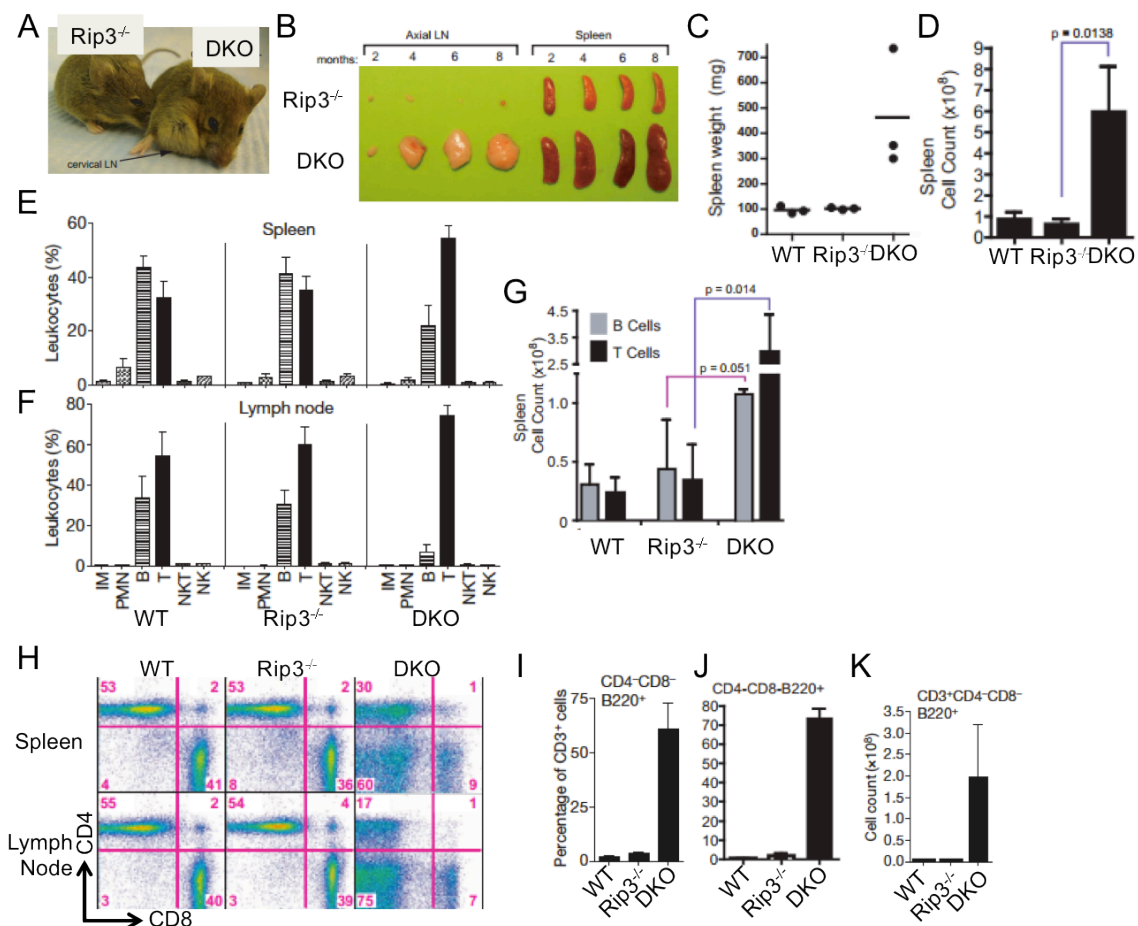 A
Rip3-/-
DKO
cervical LN
B
Axial LN
Spleen
months: 2 4 6 8 2 4 6 8
Rip3-/-
DKO
C
Spleen weight (mg)
700
600
500
400
300
200
100
0
WT Rip3-/- DKO
D
p = 0.0138
Spleen
Cell Count (x10⁸)
9
8
7
6
5
4
3
2
1
0
WT Rip3-/- DKO
E
Spleen
Leukocytes (%)
60
40
20
0
F
Lymph node
Leukocytes (%)
80
60
40
20
0
IM PMN B T NKT NK IM PMN B T NKT NK IM PMN B T NKT NK
WT Rip3-/- DKO
G
p = 0.014
B Cells
T Cells
p = 0.051
Spleen
Cell Count (x10⁸)
4.5
3.5
2.5
1.5
1.0
0.5
0
WT Rip3-/- DKO
H
WT Rip3-/- DKO
Spleen
53 2 53 2 30 1
4 41 8 36 60 9
Lymph
Node
55 2 54 4 17 1
3 40 3 39 75 7
CD4
CD8
I
CD4-CD8-
B220+
Percentage of CD3+ cells
75
50
25
0
WT Rip3-/- DKO
J
CD4-CD8-B220+
80
70
60
50
40
30
20
10
0
WT Rip3-/- DKO
K
CD3+CD4-CD8-
B220+
Cell count (x10⁸)
3.5
3.0
2.5
2.0
1.5
1.0
0.5
0.0
WT Rip3-/- DKO